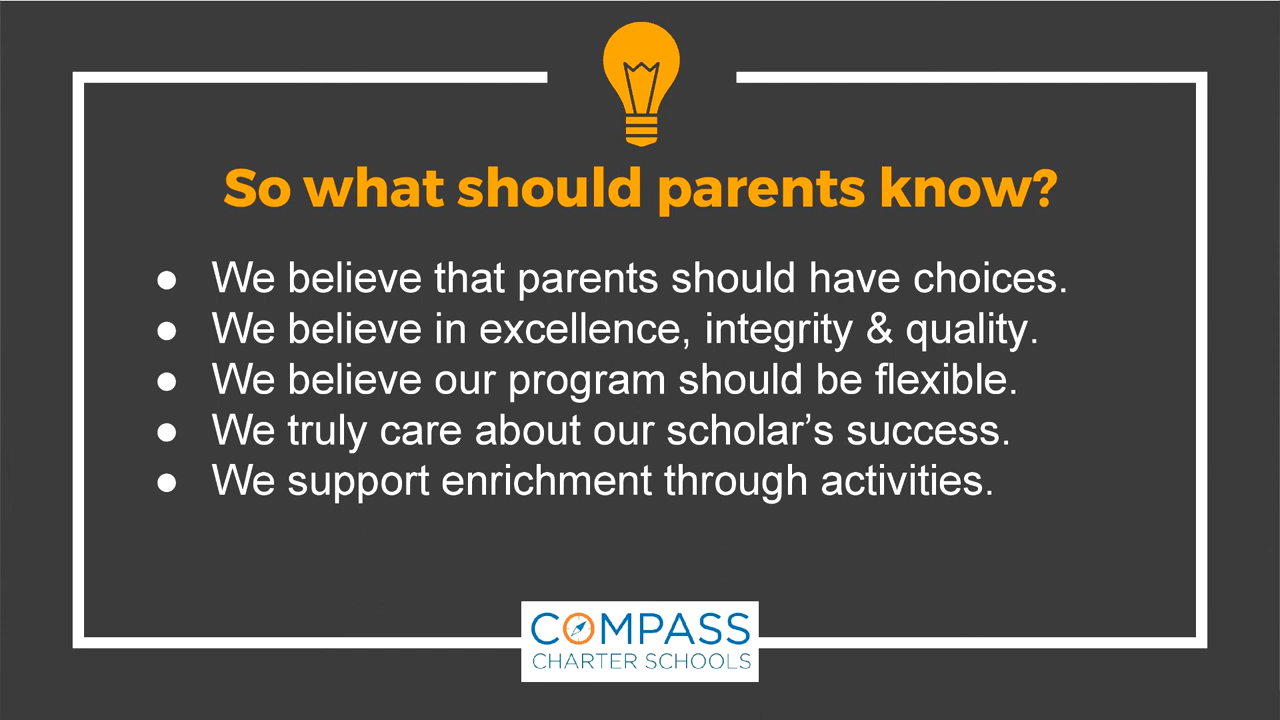 So what should parents know?
● We believe that parents should have choices.
● We believe in excellence, integrity & quality.
● We believe our program should be flexible.
● We truly care about our scholar’s success.
● We support enrichment through activities.
COMPASS
CHARTER SCHOOLS